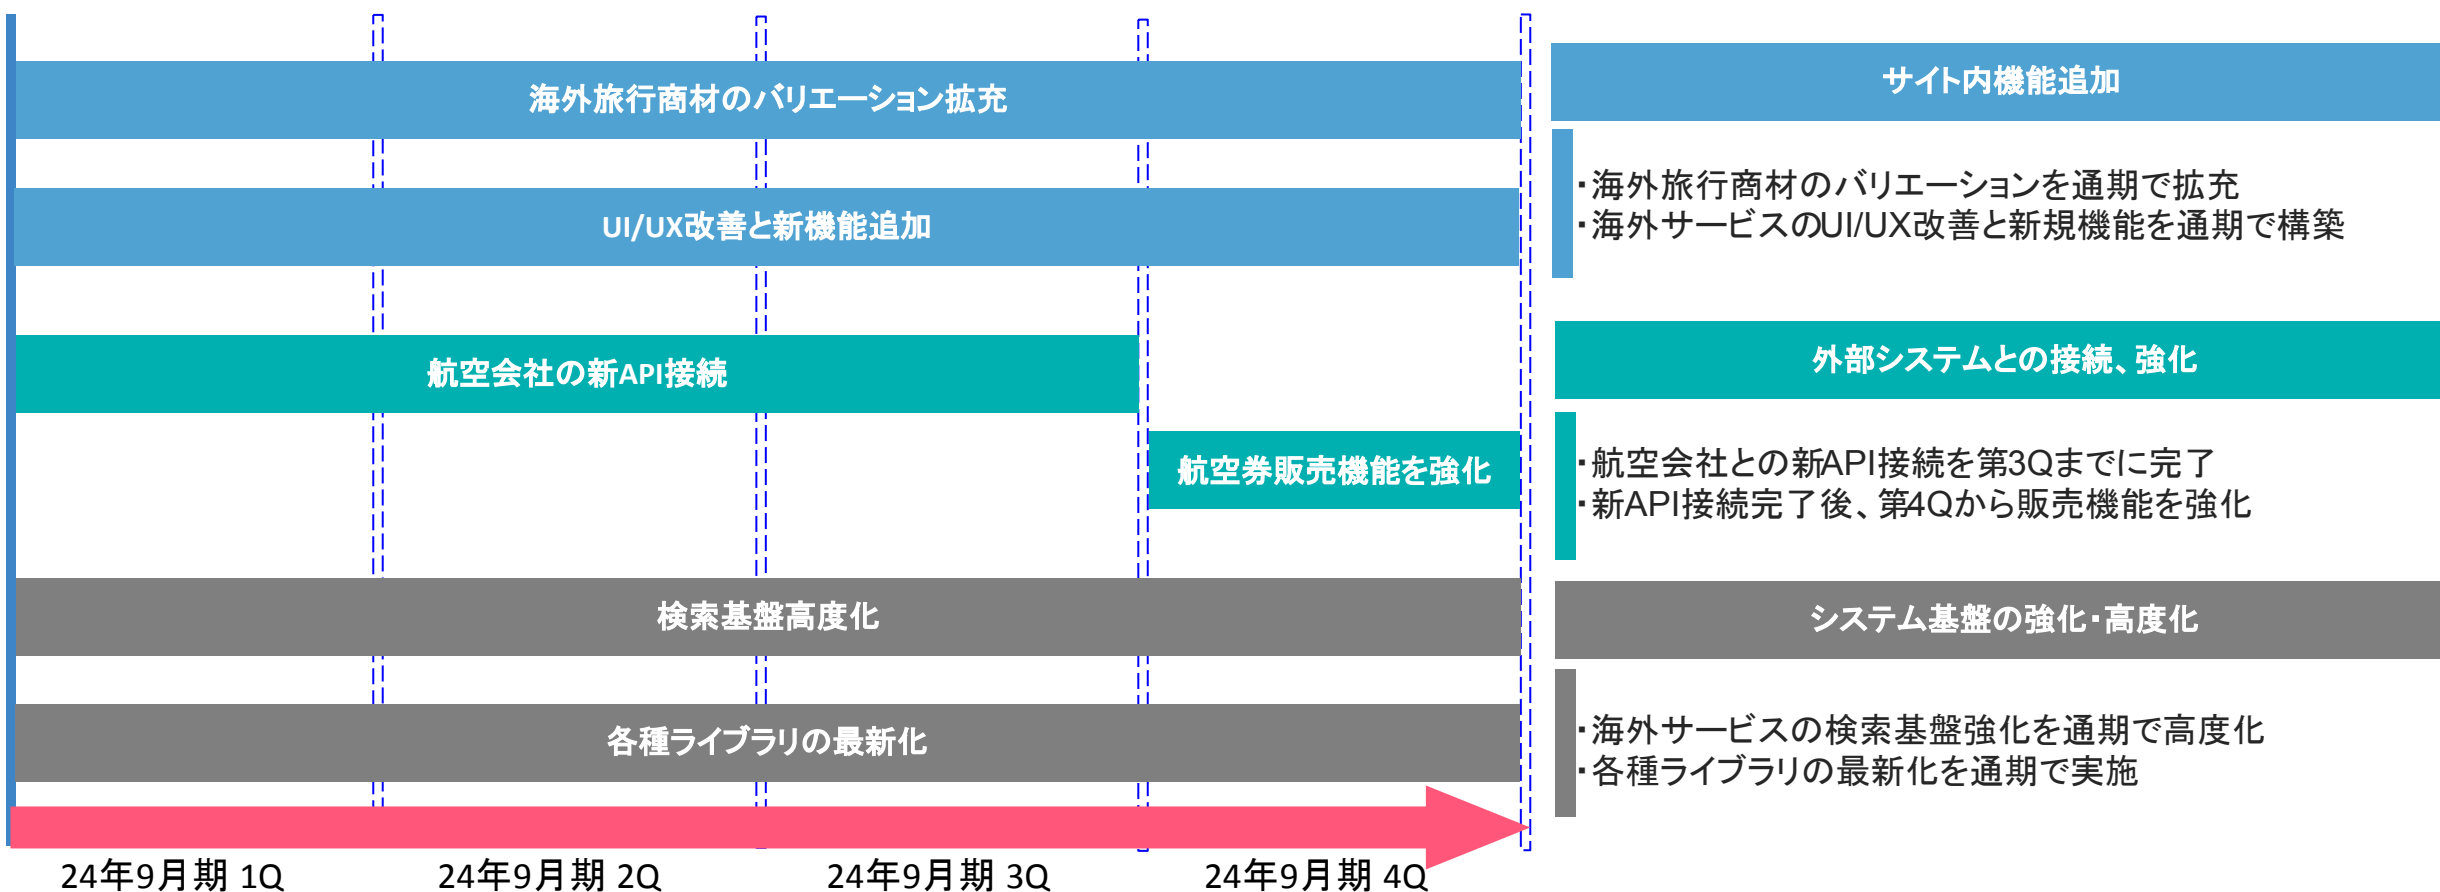 海外旅行商材のバリエーション拡充
UI/UX改善と新機能追加
航空会社の新API接続
航空券販売機能を強化
検索基盤高度化
各種ライブラリの最新化
24年9月期 1Q
24年9月期 2Q
24年9月期 3Q
24年9月期 4Q
サイト内機能追加
・海外旅行商材のバリエーションを通期で拡充
・海外サービスのUI/UX改善と新規機能を通期で構築
外部システムとの接続、強化
・航空会社との新API接続を第3Qまでに完了
・新API接続完了後、第4Qから販売機能を強化
システム基盤の強化・高度化
・海外サービスの検索基盤強化を通期で高度化
・各種ライブラリの最新化を通期で実施